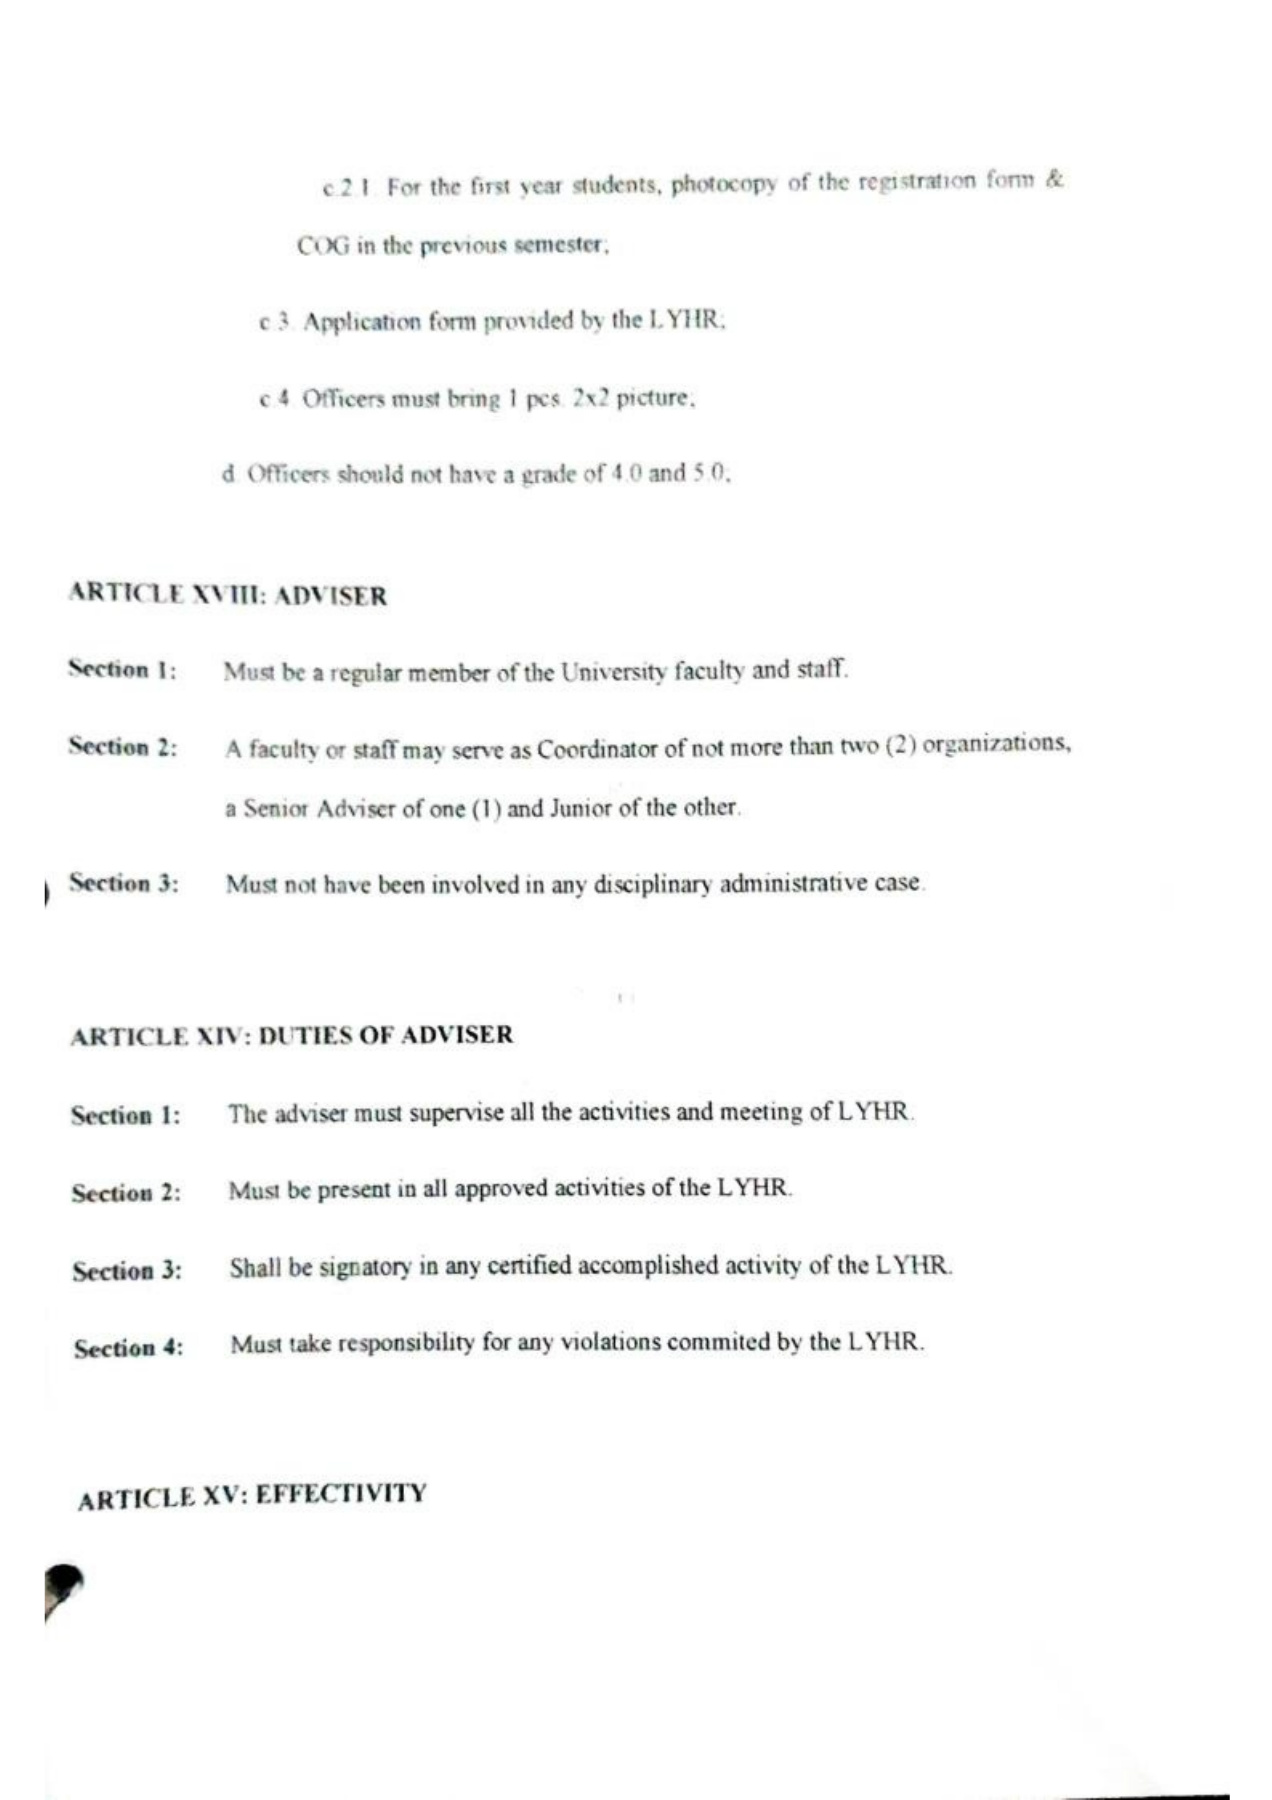 c.2.1. For the first year students, photocopy of the registration form &
COG in the previous semester;
c.3. Application form provided by the LYHR;
c.4. Officers must bring 1 pcs. 2x2 picture;
d. Officers should not have a grade of 4.0 and 5.0;
ARTICLE XVIII: ADVISER
Section 1: Must be a regular member of the University faculty and staff.
Section 2: A faculty or staff may serve as Coordinator of not more than two (2) organizations,
a Senior Adviser of one (1) and Junior of the other.
Section 3: Must not have been involved in any disciplinary administrative case.
ARTICLE XIV: DUTIES OF ADVISER
Section 1: The adviser must supervise all the activities and meeting of LYHR.
Section 2: Must be present in all approved activities of the LYHR.
Section 3: Shall be signatory in any certified accomplished activity of the LYHR.
Section 4: Must take responsibility for any violations commited by the LYHR.
ARTICLE XV: EFFECTIVITY